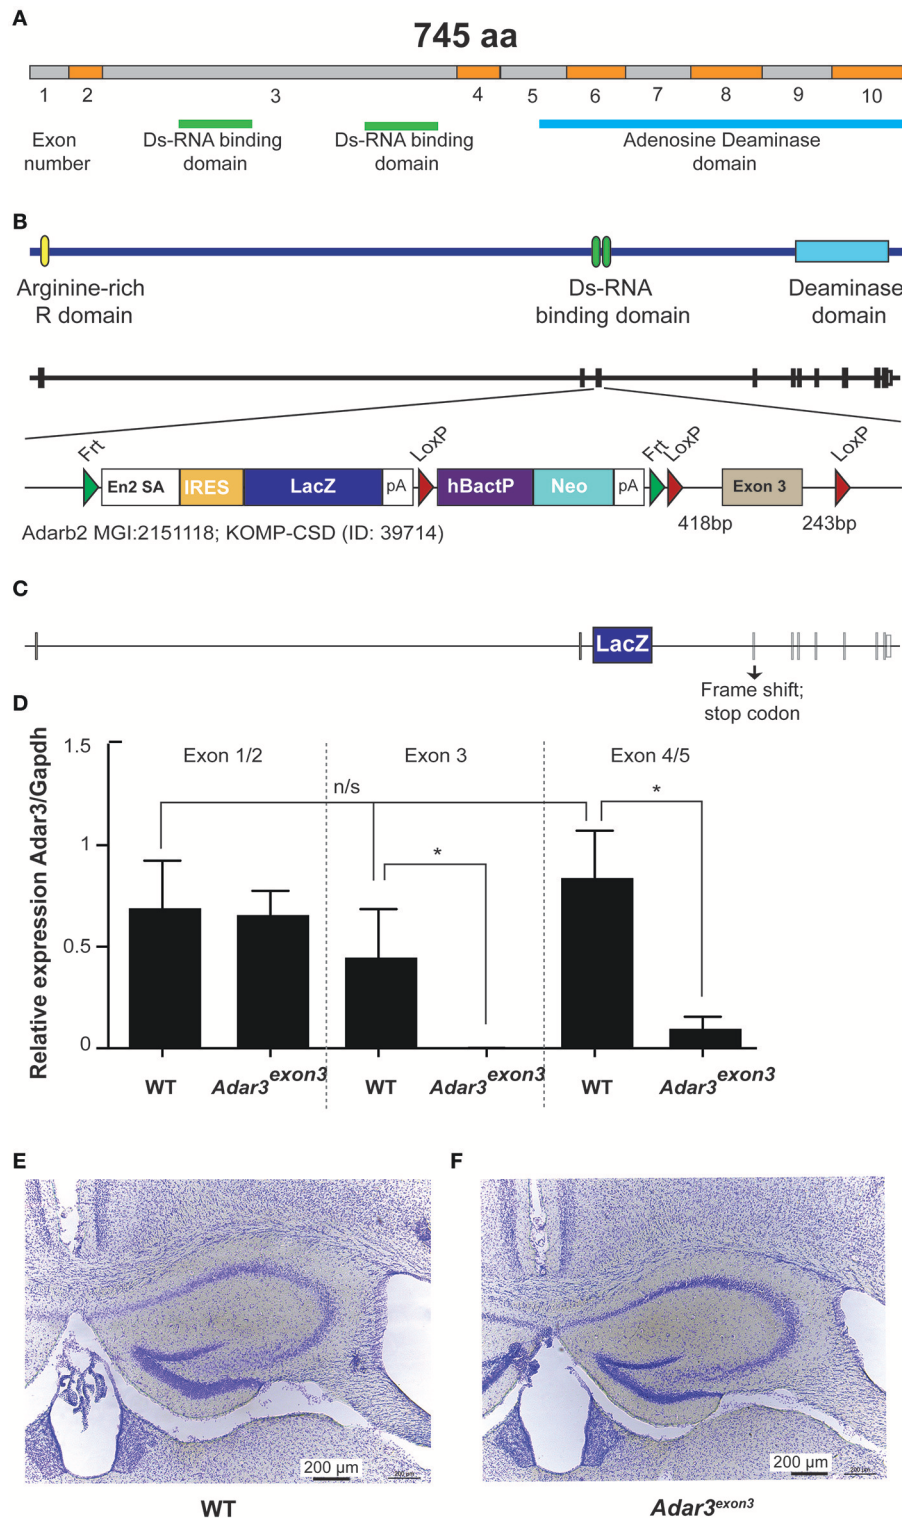 A
745 aa
1 2 3 4 5 6 7 8 9 10
Exon number
Ds-RNA binding domain
Ds-RNA binding domain
Adenosine Deaminase domain
B
Arginine-rich R domain
Ds-RNA binding domain
Deaminase domain
Frt LoxP Frt LoxP LoxP
En2 SA IRES LacZ pA hBactP Neo pA Exon 3
418bp 243bp
Adarb2 MGI:2151118; KOMP-CSD (ID: 39714)
C
LacZ
Frame shift;
stop codon
D
Relative expression Adar3/Gapdh
1.5
1
0.5
0
Exon 1/2 Exon 3 Exon 4/5
n/s
*
*
WT Adar3exon3 WT Adar3exon3 WT Adar3exon3
E
F
200 µm
200 µm
200 µm
200 µm
WT
Adar3exon3